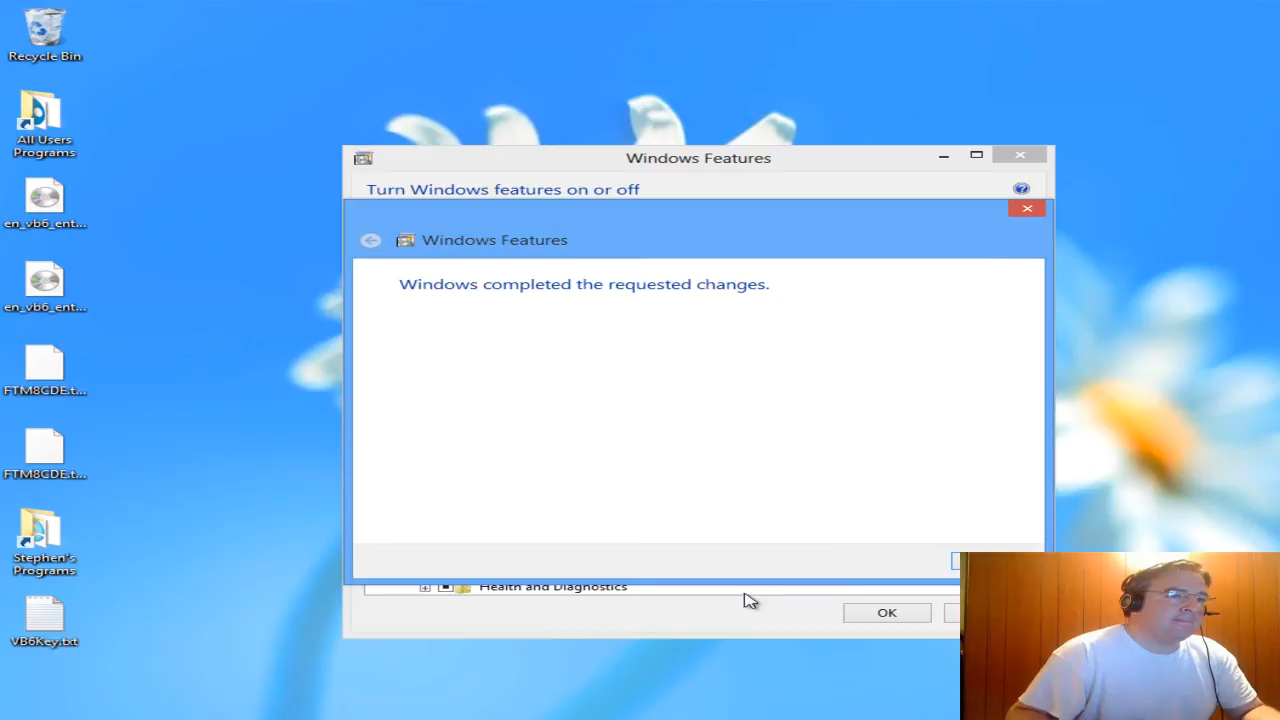 Recycle Bin
All Users
Programs
en_vb6_ent...
en_vb6_ent...
FTM8CDE.t...
FTM8CDE.t...
Stephen's
Programs
VB6Key.txt
Windows Features
Turn Windows features on or off
Windows Features
Windows completed the requested changes.
Health and Diagnostics
OK